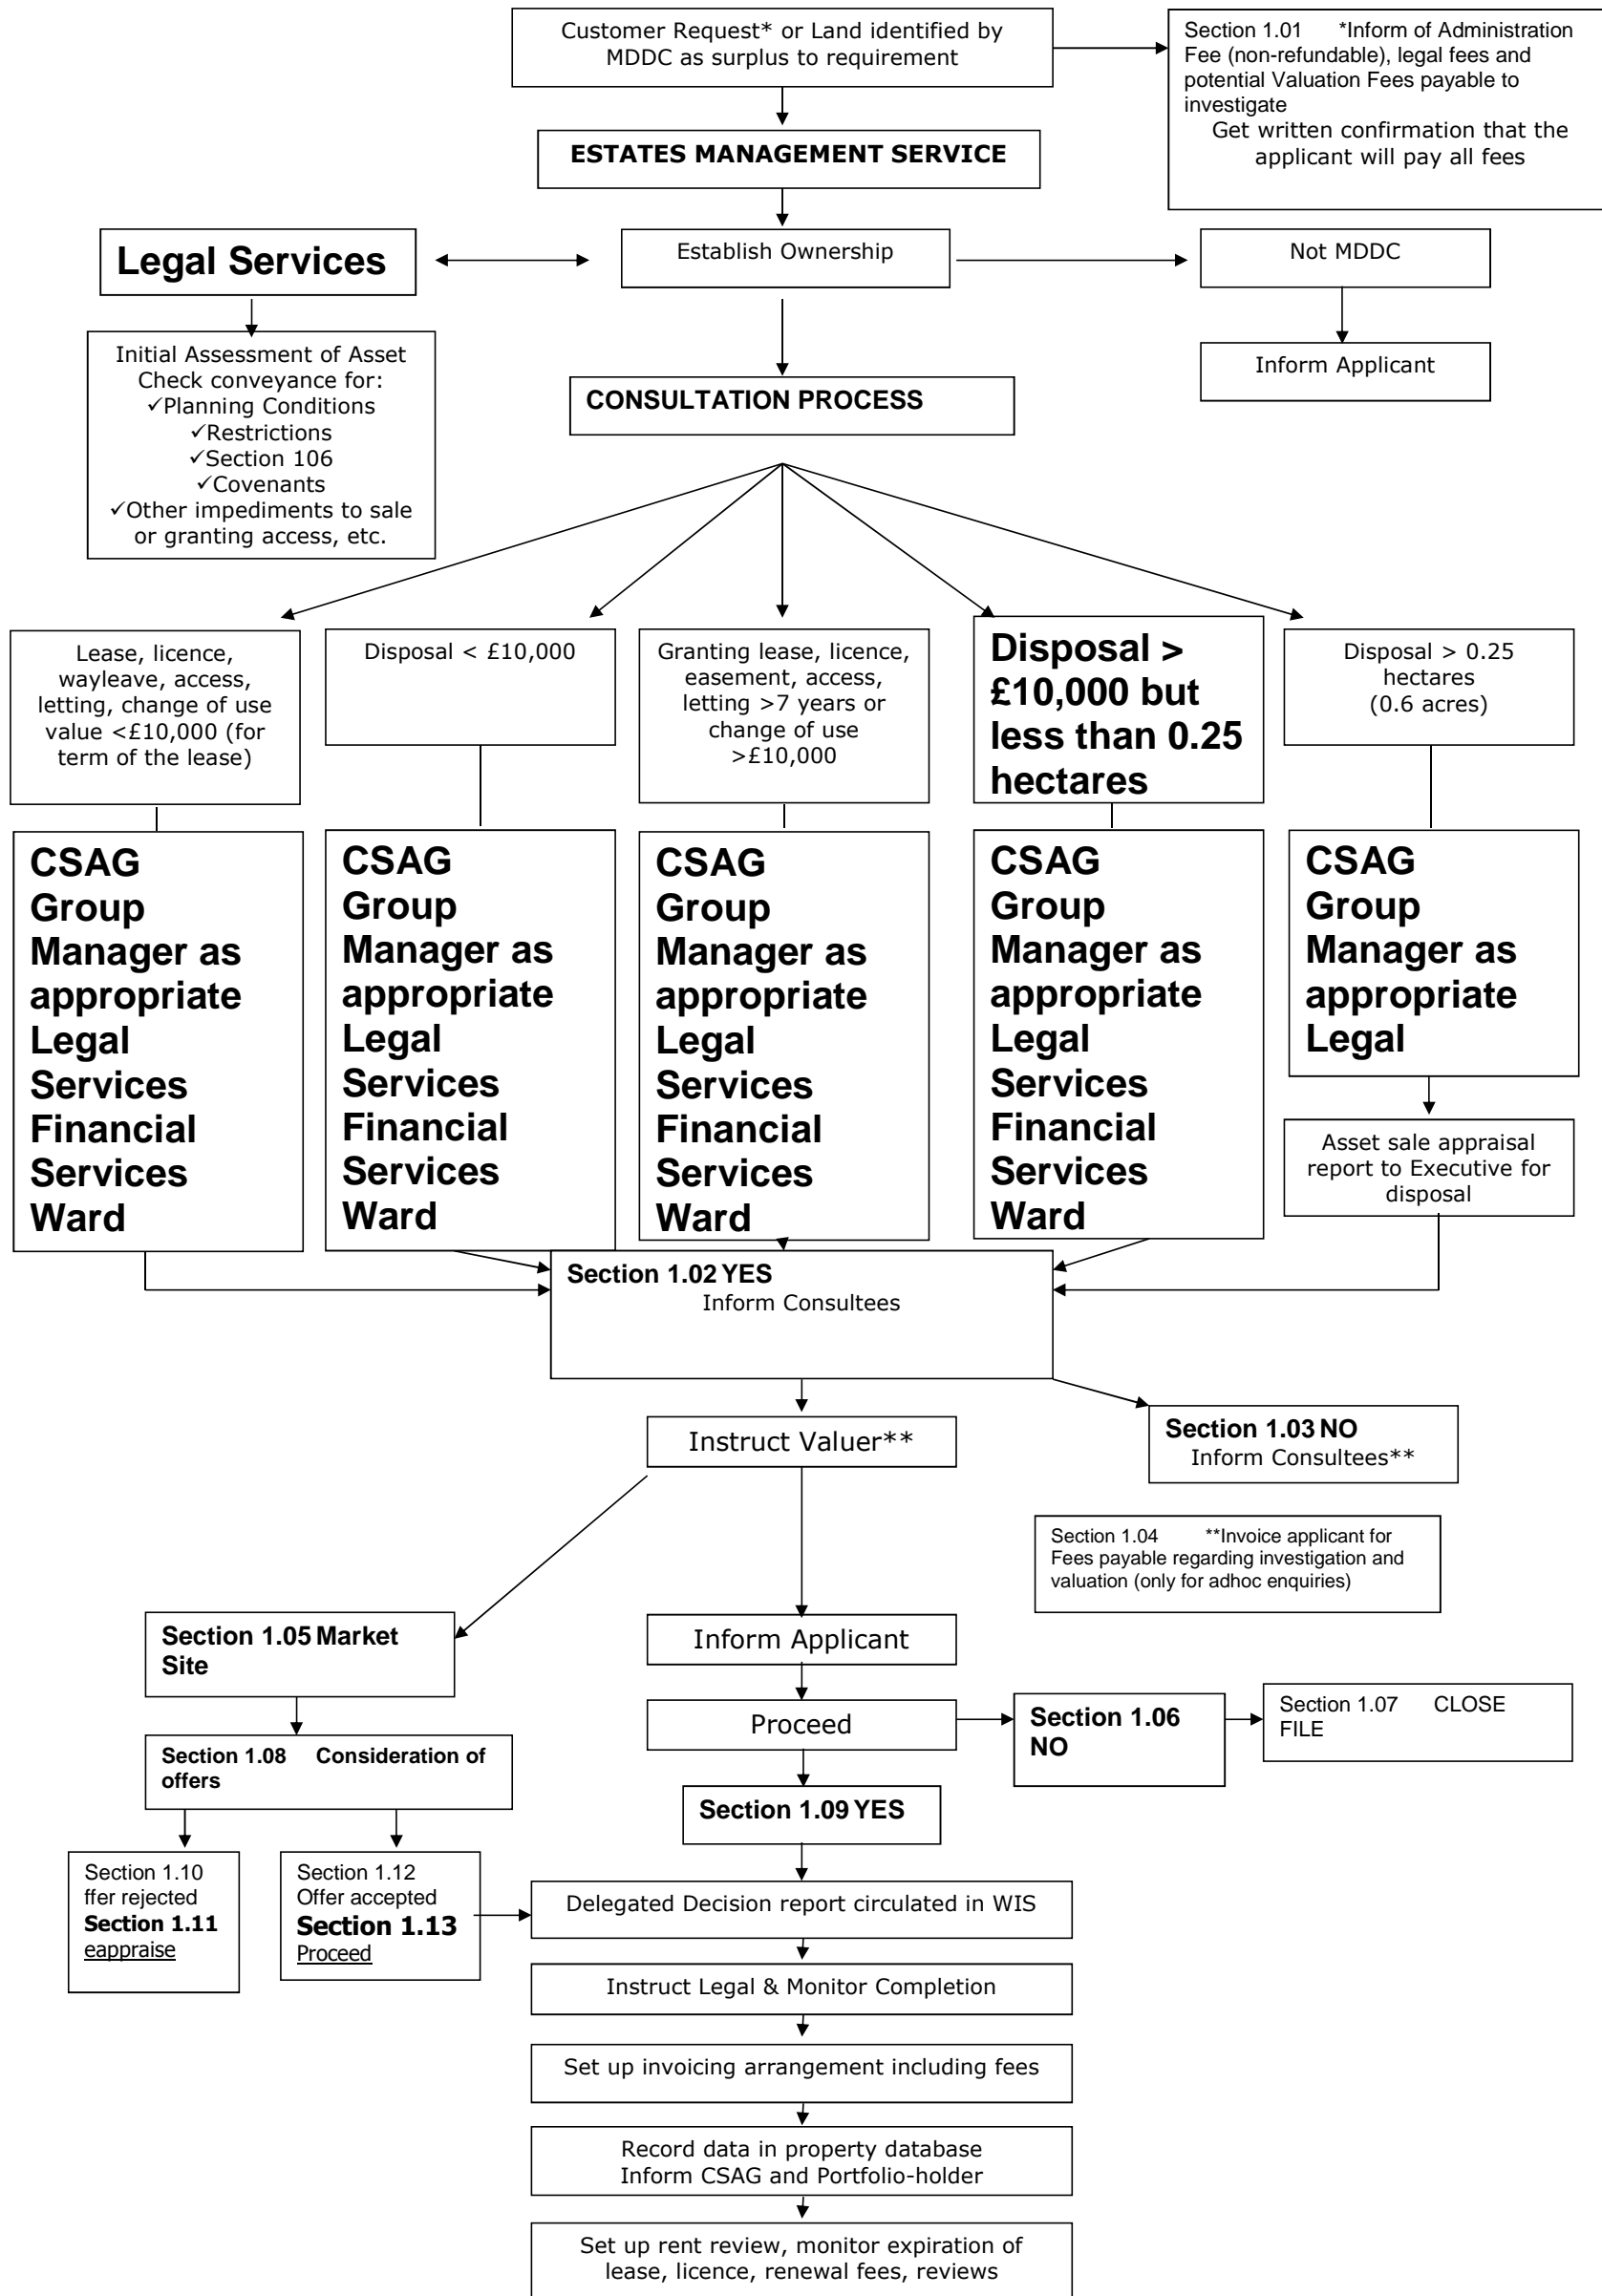 Customer Request* or Land identified by
MDDC as surplus to requirement
Section 1.01 *Inform of Administration
Fee (non-refundable), legal fees and
potential Valuation Fees payable to
investigate
Get written confirmation that the
applicant will pay all fees
ESTATES MANAGEMENT SERVICE
Legal Services
Establish Ownership
Not MDDC
Initial Assessment of Asset
Check conveyance for:
✓Planning Conditions
✓Restrictions
✓Section 106
✓Covenants
✓Other impediments to sale
or granting access, etc.
Inform Applicant
CONSULTATION PROCESS
Lease, licence,
wayleave, access,
letting, change of use
value <£10,000 (for
term of the lease)
Disposal < £10,000
Granting lease, licence,
easement, access,
letting >7 years or
change of use
>£10,000
Disposal >
£10,000 but
less than 0.25
hectares
Disposal > 0.25
hectares
(0.6 acres)
CSAG
Group
Manager as
appropriate
Legal
Services
Financial
Services
Ward
CSAG
Group
Manager as
appropriate
Legal
Services
Financial
Services
Ward
CSAG
Group
Manager as
appropriate
Legal
Services
Financial
Services
Ward
CSAG
Group
Manager as
appropriate
Legal
Services
Financial
Services
Ward
CSAG
Group
Manager as
appropriate
Legal
Asset sale appraisal
report to Executive for
disposal
Section 1.02 YES
Inform Consultees
Instruct Valuer**
Section 1.03 NO
Inform Consultees**
Section 1.04 **Invoice applicant for
Fees payable regarding investigation and
valuation (only for adhoc enquiries)
Section 1.05 Market
Site
Inform Applicant
Proceed
Section 1.06
NO
Section 1.07 CLOSE
FILE
Section 1.08 Consideration of
offers
Section 1.09 YES
Section 1.10
ffer rejected
Section 1.11
eappraise
Section 1.12
Offer accepted
Section 1.13
Proceed
Delegated Decision report circulated in WIS
Instruct Legal & Monitor Completion
Set up invoicing arrangement including fees
Record data in property database
Inform CSAG and Portfolio-holder
Set up rent review, monitor expiration of
lease, licence, renewal fees, reviews